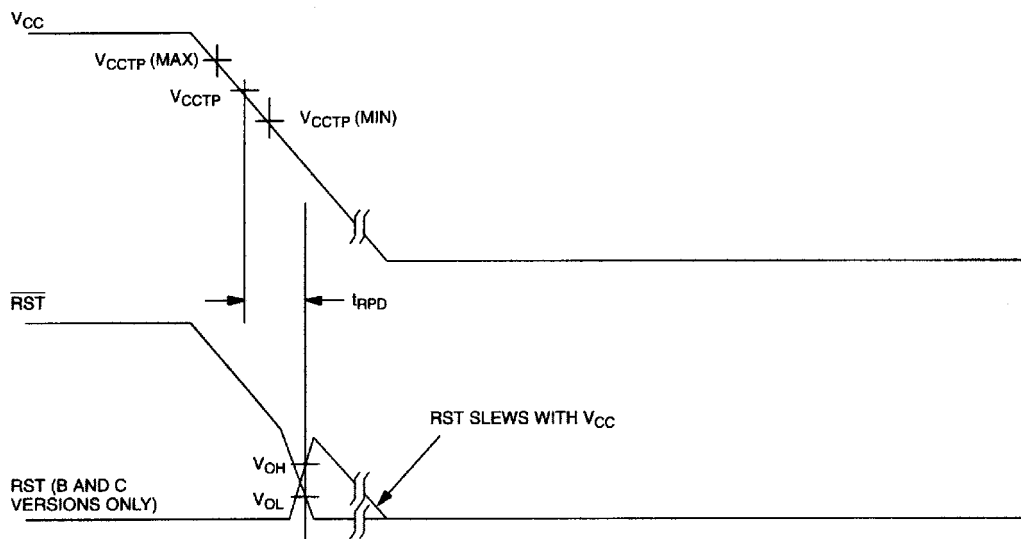 VCC
VCCTP (MAX)
VCCTP
VCCTP (MIN)
tRPD
RST
RST SLEWS WITH VCC
VOH
RST (B AND C
VERSIONS ONLY)
VOL